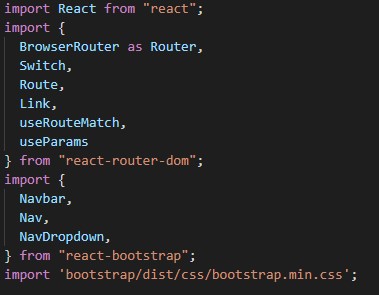 import React from "react";
import {
  BrowserRouter as Router,
  Switch,
  Route,
  Link,
  useRouteMatch,
  useParams
} from "react-router-dom";
import {
  Navbar,
  Nav,
  NavDropdown,
} from "react-bootstrap";
import 'bootstrap/dist/css/bootstrap.min.css';